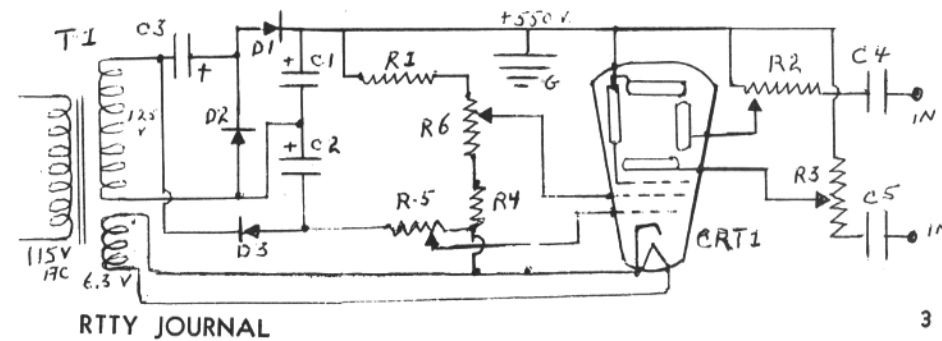 T1
C3
+
D1
+
C1
+550 V.
G
R1
R2
C4
IN
125
V
D2
+
C2
R6
R3
C5
IN
R4
R-5
D3
CRT1
115V
AC
6.3 V
RTTY JOURNAL
3